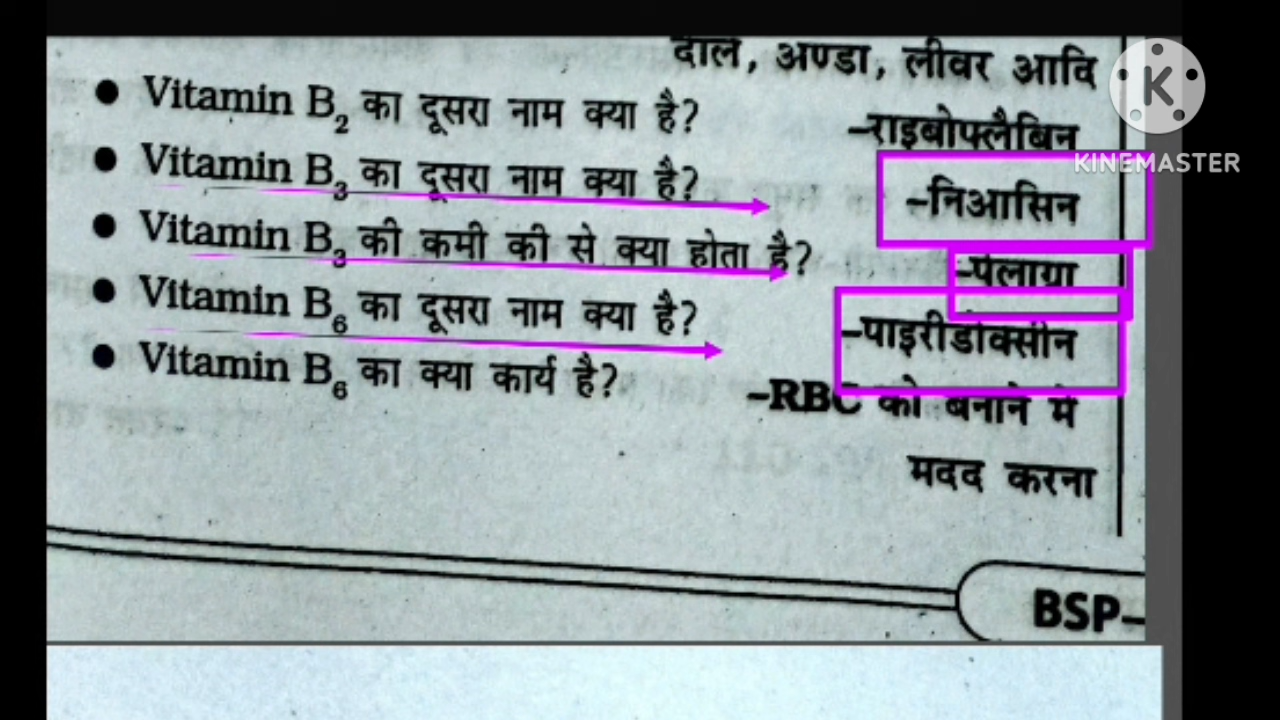 दाल, अण्डा, लीवर आदि
• Vitamin B₂ का दूसरा नाम क्या है? –राइबोफ्लैबिन
• Vitamin B₃ का दूसरा नाम क्या है? –निआसिन
• Vitamin B₃ की कमी की से क्या होता है? –पेलाग्रा
• Vitamin B₆ का दूसरा नाम क्या है? –पाइरीडोक्सीन
• Vitamin B₆ का क्या कार्य है? –RBC को बनाने में
मदद करना
BSP–
K
KINEMASTER